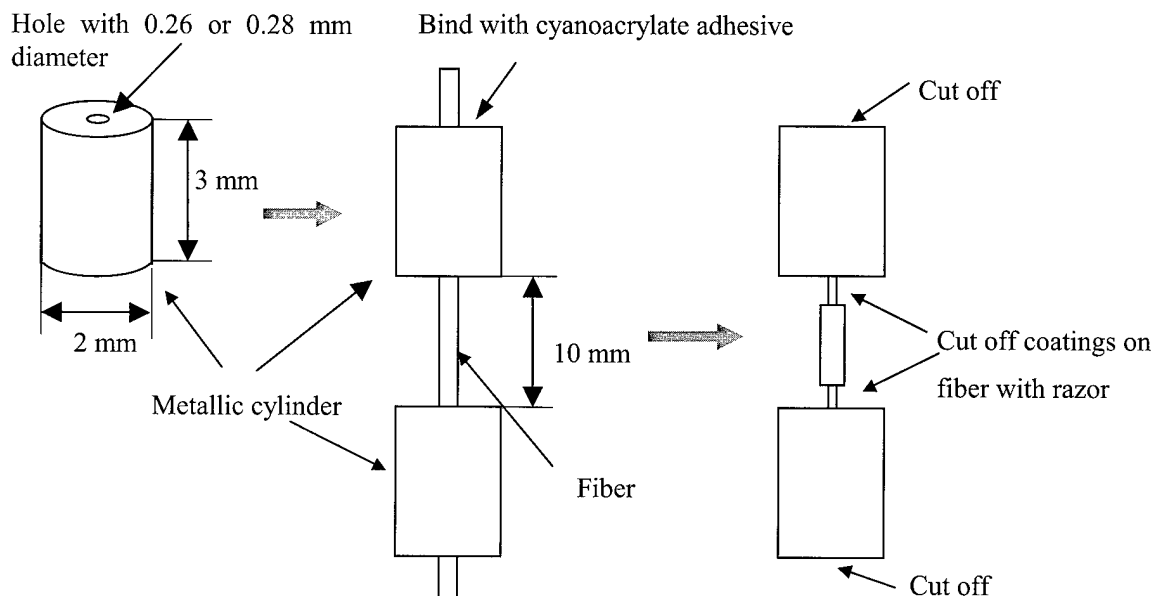 Hole with 0.26 or 0.28 mm
diameter
Bind with cyanoacrylate adhesive
Cut off
3 mm
2 mm
10 mm
Cut off coatings on
fiber with razor
Metallic cylinder
Fiber
Cut off